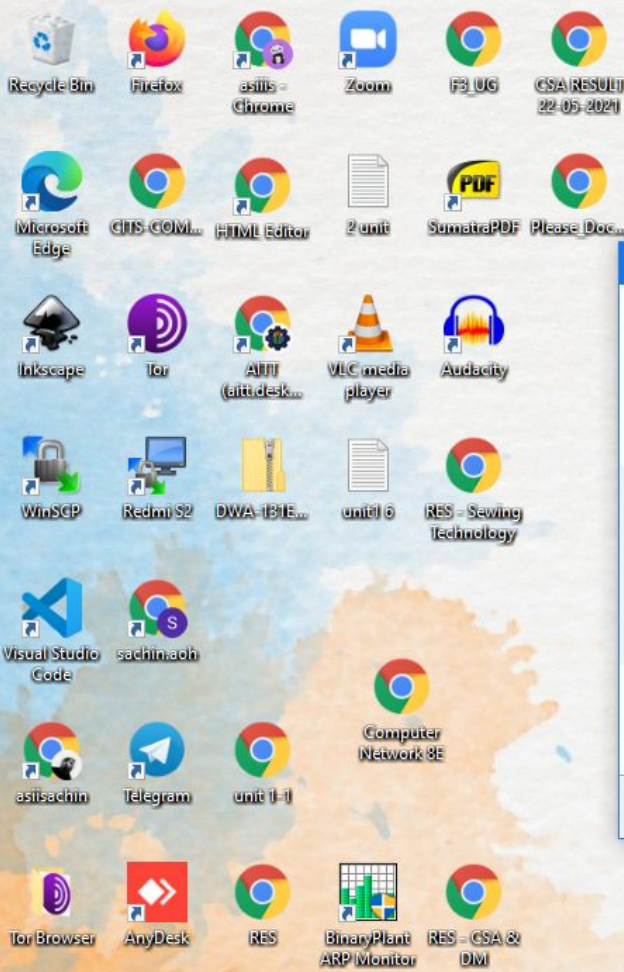 Recycle Bin
Firefox
asiiis -
Chrome
Zoom
F3_UG
CSA RESULT
22-05-2021
Microsoft
Edge
CITS-COM...
HTML Editor
2 unit
PDF
SumatraPDF
Please_Doc...
Inkscape
Tor
AITT
(aitt.desk...
VLC media
player
Audacity
WinSCP
Redmi S2
DWA-131E...
unit1 6
RES - Sewing
Technology
Visual Studio
Code
S
sachin.aoh
Computer
Network 8E
asiisachin
Telegram
unit 1-1
Tor Browser
AnyDesk
RES
BinaryPlant
ARP Monitor
RES - CSA &
DM